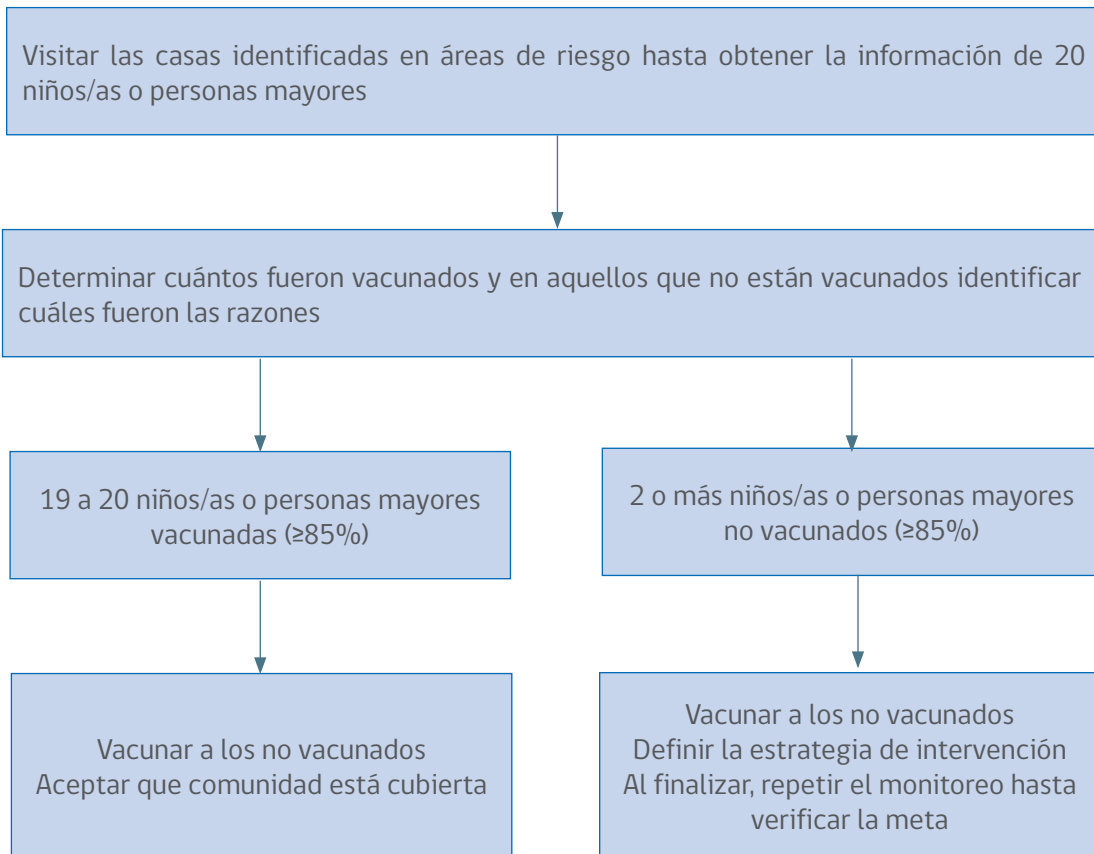 Visitar las casas identificadas en áreas de riesgo hasta obtener la información de 20
niños/as o personas mayores
Determinar cuántos fueron vacunados y en aquellos que no están vacunados identificar
cuáles fueron las razones
19 a 20 niños/as o personas mayores
vacunadas (≥85%)
2 o más niños/as o personas mayores
no vacunados (≥85%)
Vacunar a los no vacunados
Aceptar que comunidad está cubierta
Vacunar a los no vacunados
Definir la estrategia de intervención
Al finalizar, repetir el monitoreo hasta
verificar la meta